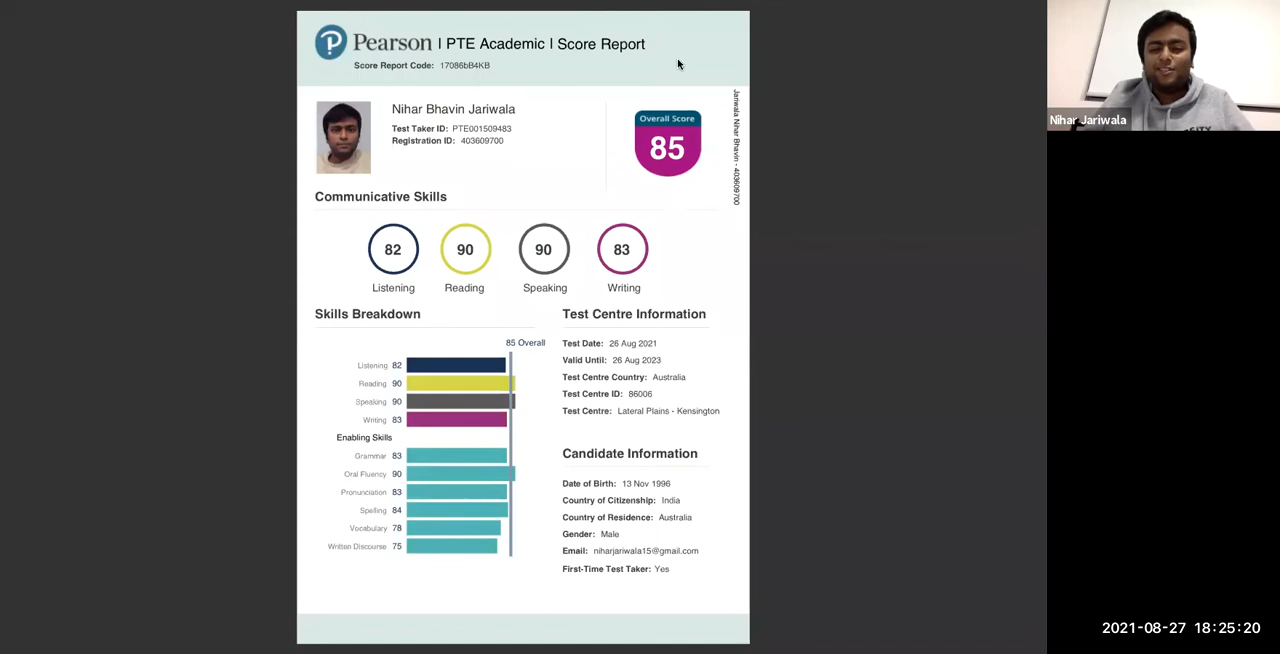 Pearson | PTE Academic | Score Report
Score Report Code: 17086bB4KB
Nihar Bhavin Jariwala
Test Taker ID: PTE001509483
Registration ID: 403609700
Overall Score
85
Jariwala Nihar Bhavin - 403609700
Communicative Skills
82 90 90 83
Listening Reading Speaking Writing
Skills Breakdown
85 Overall
Listening 82
Reading 90
Speaking 90
Writing 83
Enabling Skills
Grammar 83
Oral Fluency 90
Pronunciation 83
Spelling 84
Vocabulary 78
Written Discourse 75
Test Centre Information
Test Date: 26 Aug 2021
Valid Until: 26 Aug 2023
Test Centre Country: Australia
Test Centre ID: 86006
Test Centre: Lateral Plains - Kensington
Candidate Information
Date of Birth: 13 Nov 1996
Country of Citizenship: India
Country of Residence: Australia
Gender: Male
Email: niharjariwala15@gmail.com
First-Time Test Taker: Yes
Nihar Jariwala
2021-08-27 18:25:20